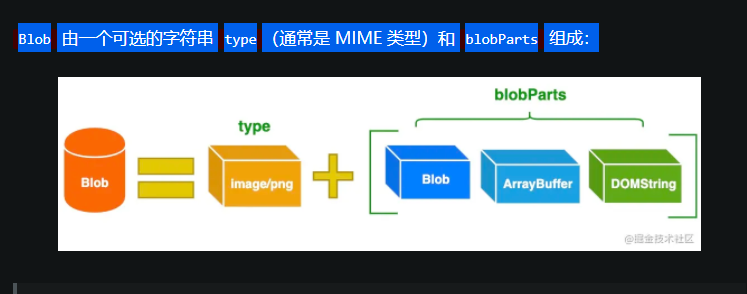 Blob 由一个可选的字符串 type （通常是 MIME 类型）和 blobParts 组成：
blobParts
type
Blob
image/png
Blob
ArrayBuffer
DOMString
@掘金技术社区